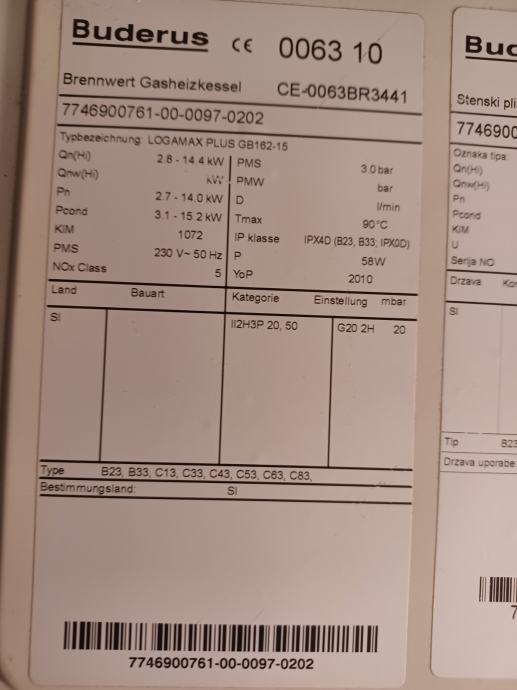 Buderus CE 0063 10
Brennwert Gasheizkessel CE-0063BR3441
7746900761-00-0097-0202
Typbezeichnung: LOGAMAX PLUS GB162-15
Qn(Hi) 2.8 - 14.4 kW
Qnw(Hi) kW
Pn 2.7 - 14.0 kW
Pcond 3.1 - 15.2 kW
KIM 1072
PMS 230 V~ 50 Hz
NOx Class 5
PMS 3.0 bar
PMW bar
D l/min
Tmax 90°C
IP klasse IPX4D (B23, B33; IPX0D)
P 58W
YoP 2010
Land Bauart Kategorie Einstellung mbar
SI II2H3P 20, 50 G20 2H 20
Type B23, B33, C13, C33, C43, C53, C63, C83,
Bestimmungsland: SI
7746900761-00-0097-0202
Bud
Stenski pli
7746900
Oznaka tipa:
Qn(Hi)
Qnw(Hi)
Pn
Pcond
KIM
U
Serija NO
Drzava
SI
Tip B23
Drzava uporabe:
7